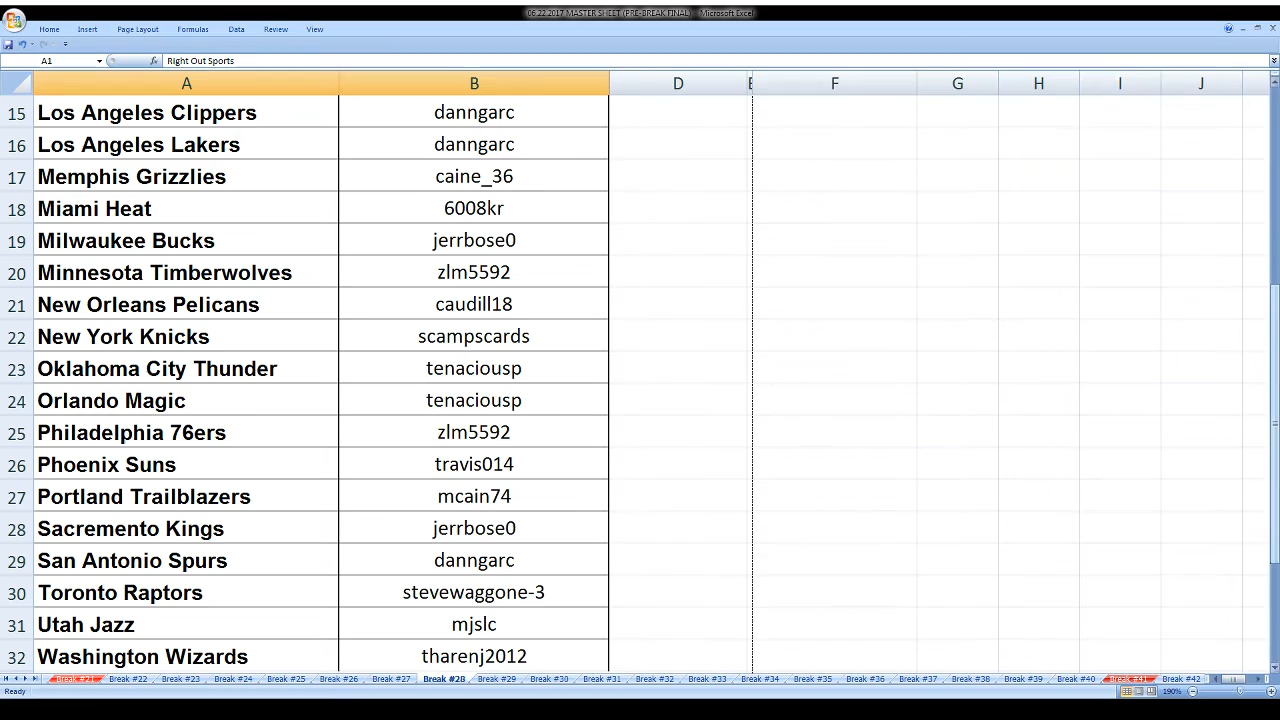 06.22.2017 MASTER SHEET (PRE-BREAK FINAL) - Microsoft Excel
Home Insert Page Layout Formulas Data Review View
A1 fx Right Out Sports
A B D E F G H I J
15 Los Angeles Clippers danngarc
16 Los Angeles Lakers danngarc
17 Memphis Grizzlies caine_36
18 Miami Heat 6008kr
19 Milwaukee Bucks jerrbose0
20 Minnesota Timberwolves zlm5592
21 New Orleans Pelicans caudill18
22 New York Knicks scampscards
23 Oklahoma City Thunder tenaciousp
24 Orlando Magic tenaciousp
25 Philadelphia 76ers zlm5592
26 Phoenix Suns travis014
27 Portland Trailblazers mcain74
28 Sacremento Kings jerrbose0
29 San Antonio Spurs danngarc
30 Toronto Raptors stevewaggone-3
31 Utah Jazz mjslc
32 Washington Wizards tharenj2012
Break #21 Break #22 Break #23 Break #24 Break #25 Break #26 Break #27 Break #28 Break #29 Break #30 Break #31 Break #32 Break #33 Break #34 Break #35 Break #36 Break #37 Break #38 Break #39 Break #40 Break #41 Break #42
Ready 190%